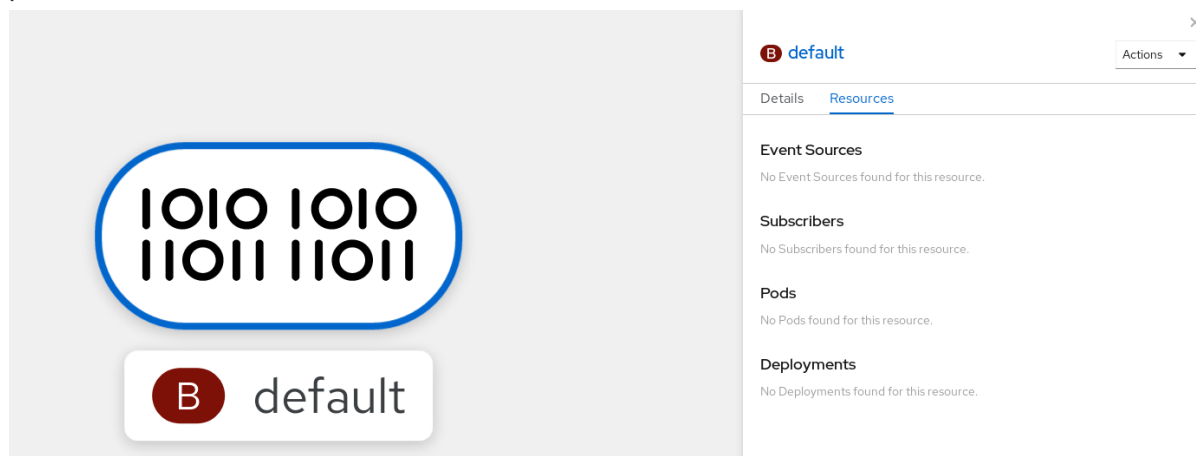 B default
Actions
Details Resources
Event Sources
No Event Sources found for this resource.
Subscribers
No Subscribers found for this resource.
Pods
No Pods found for this resource.
Deployments
No Deployments found for this resource.
1010 1010
11011 11011
B default